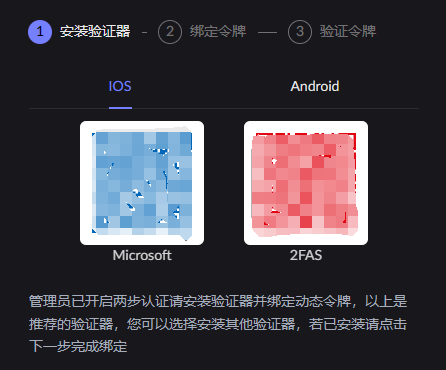 1 安装验证器 - 2 绑定令牌 — 3 验证令牌
IOS Android
Microsoft 2FAS
管理员已开启两步认证请安装验证器并绑定动态令牌，以上是
推荐的验证器，您可以选择安装其他验证器，若已安装请点击
下一步完成绑定